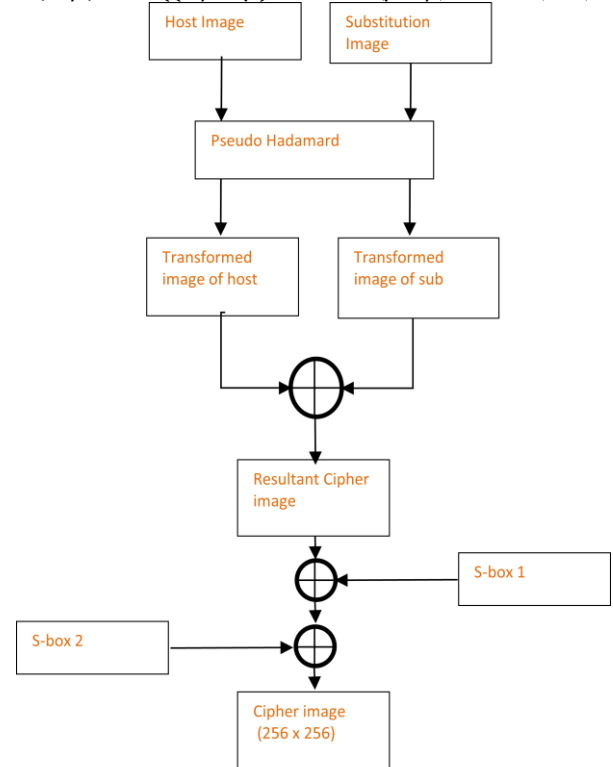 Host Image
Substitution
Image
Pseudo Hadamard
Transformed
image of host
Transformed
image of sub
Resultant Cipher
image
S-box 1
S-box 2
Cipher image
(256 x 256)